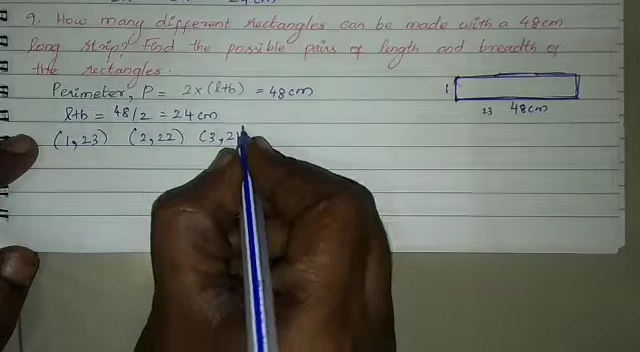 9. How many different rectangles can be made with a 48cm
long strip? Find the possible pairs of length and breadth of
the rectangles.
Perimeter, P = 2×(l+b) = 48cm
l+b = 48/2 = 24cm
(1,23) (2,22) (3,21
1
23 48cm